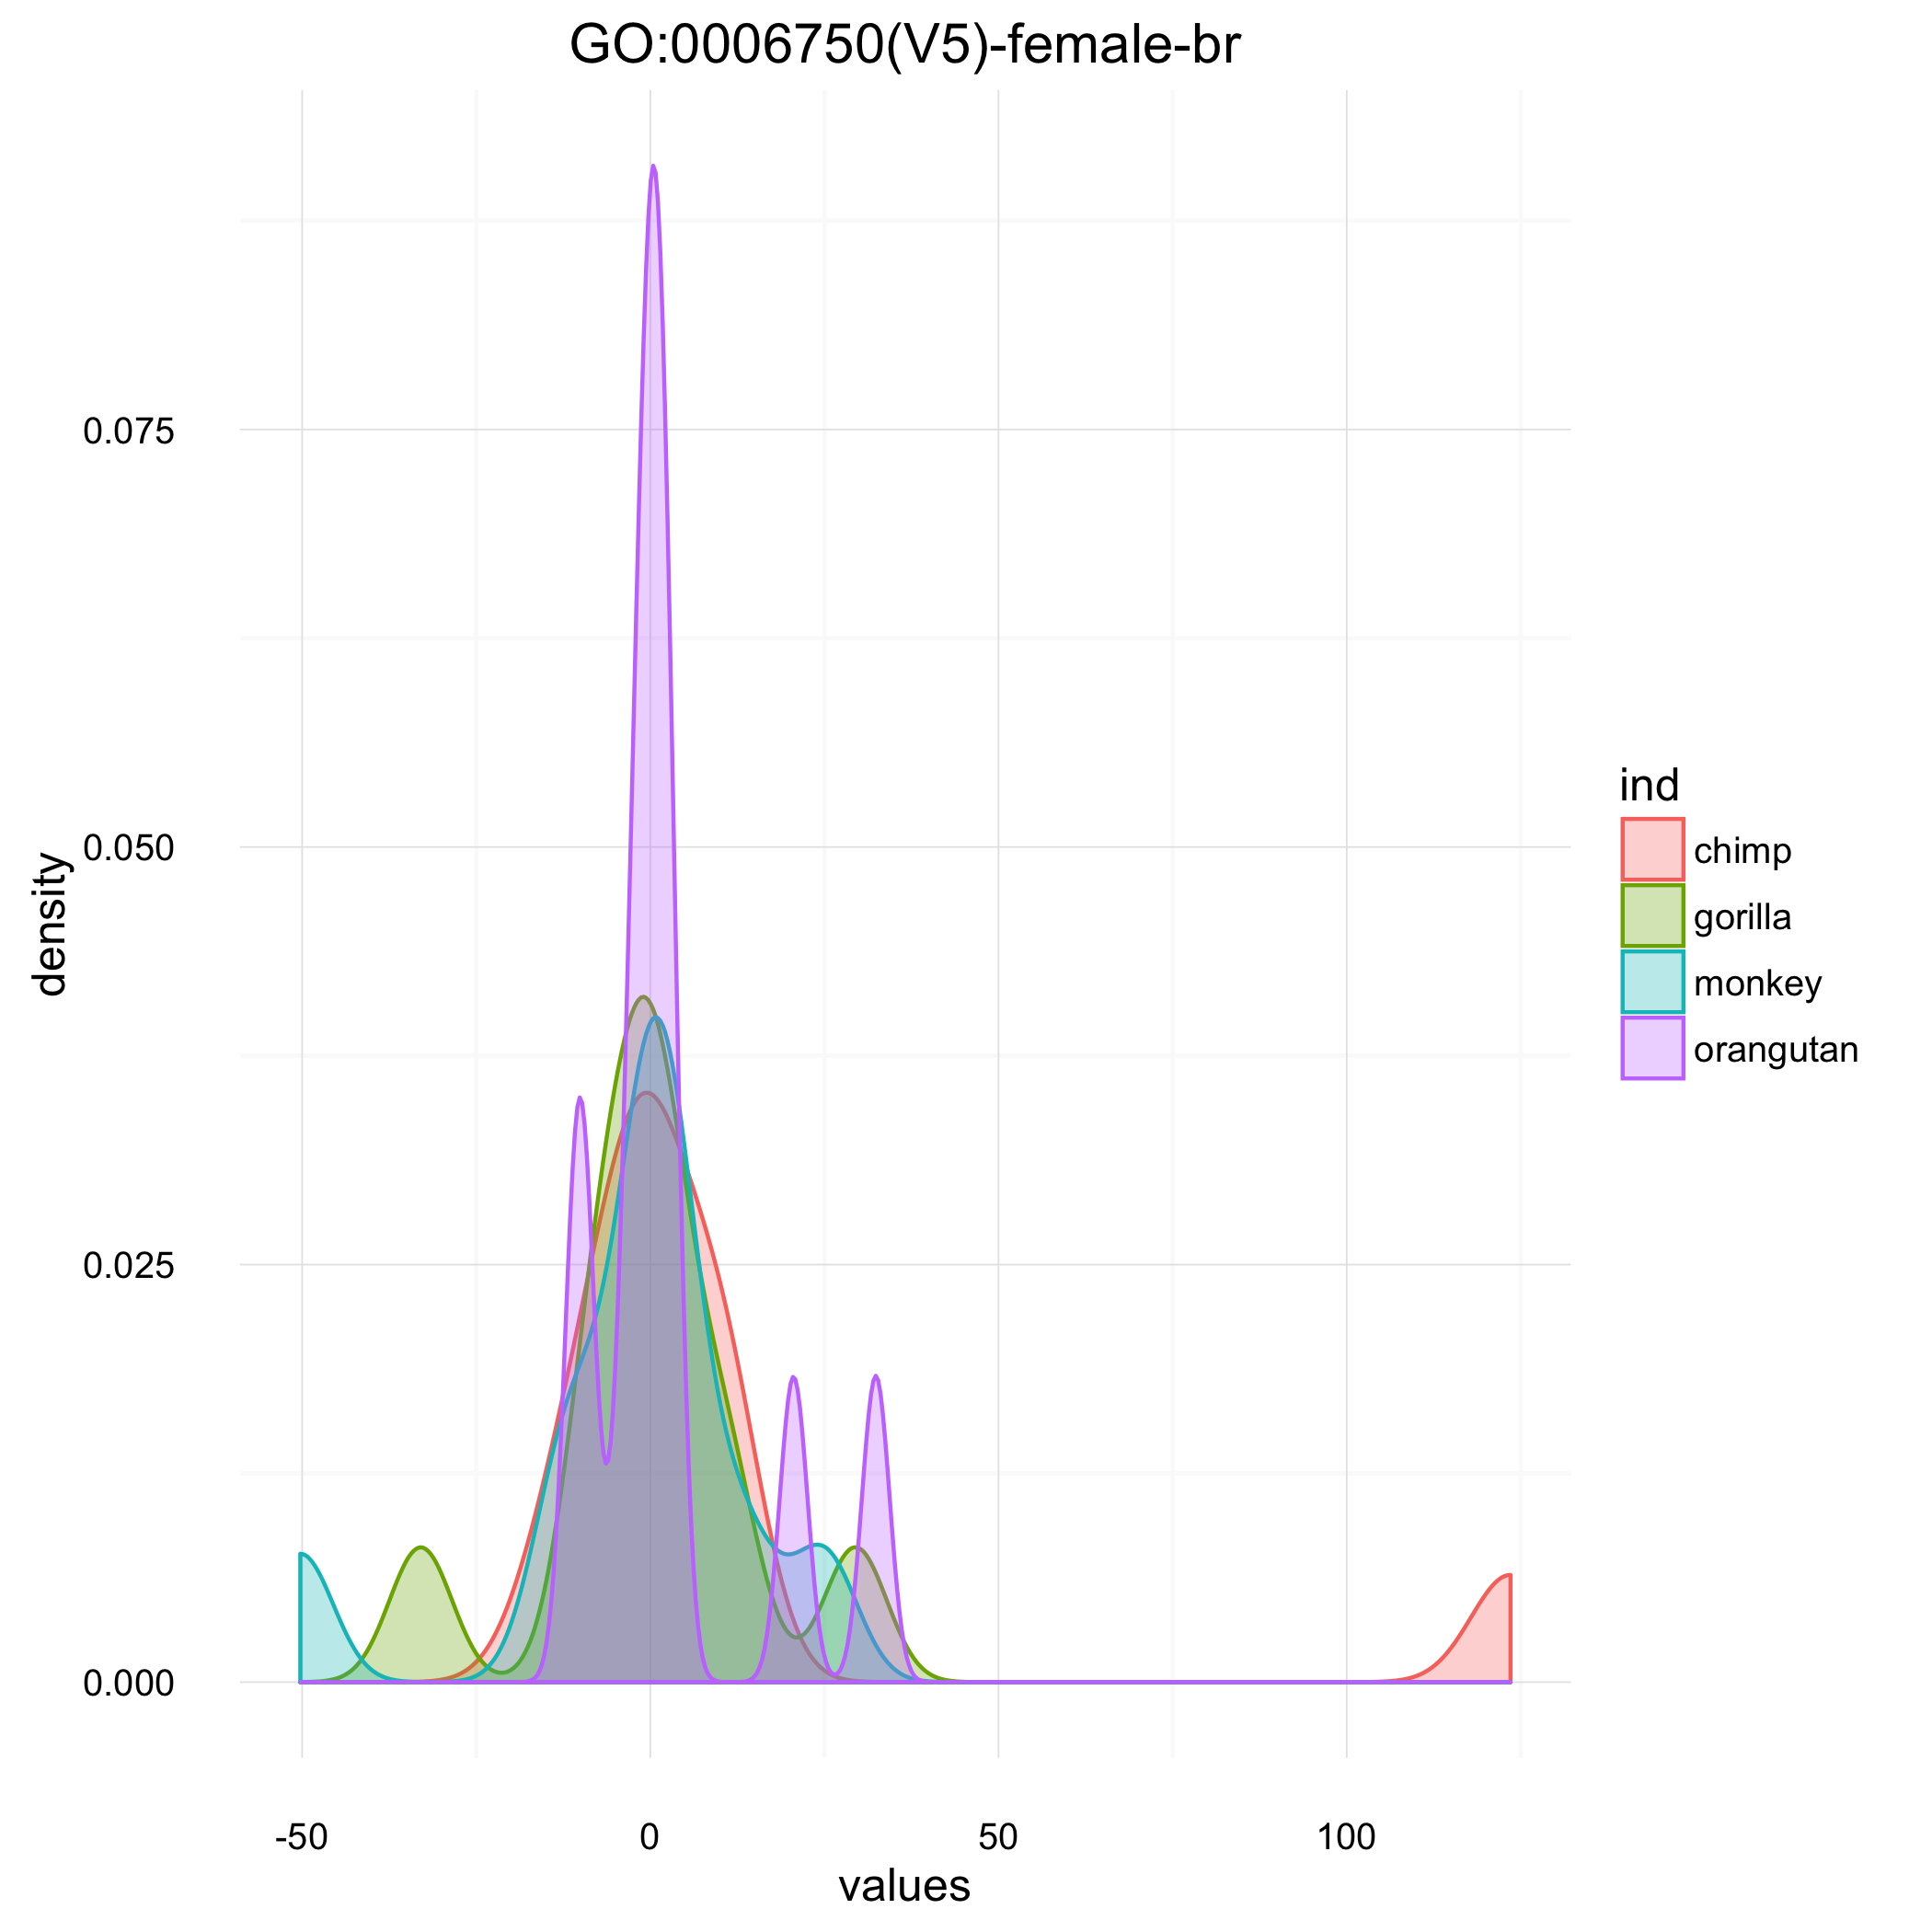 GO:0006750(V5)-female-br
density
0.075
0.050
0.025
0.000
-50 0 50 100
values
ind
chimp
gorilla
monkey
orangutan